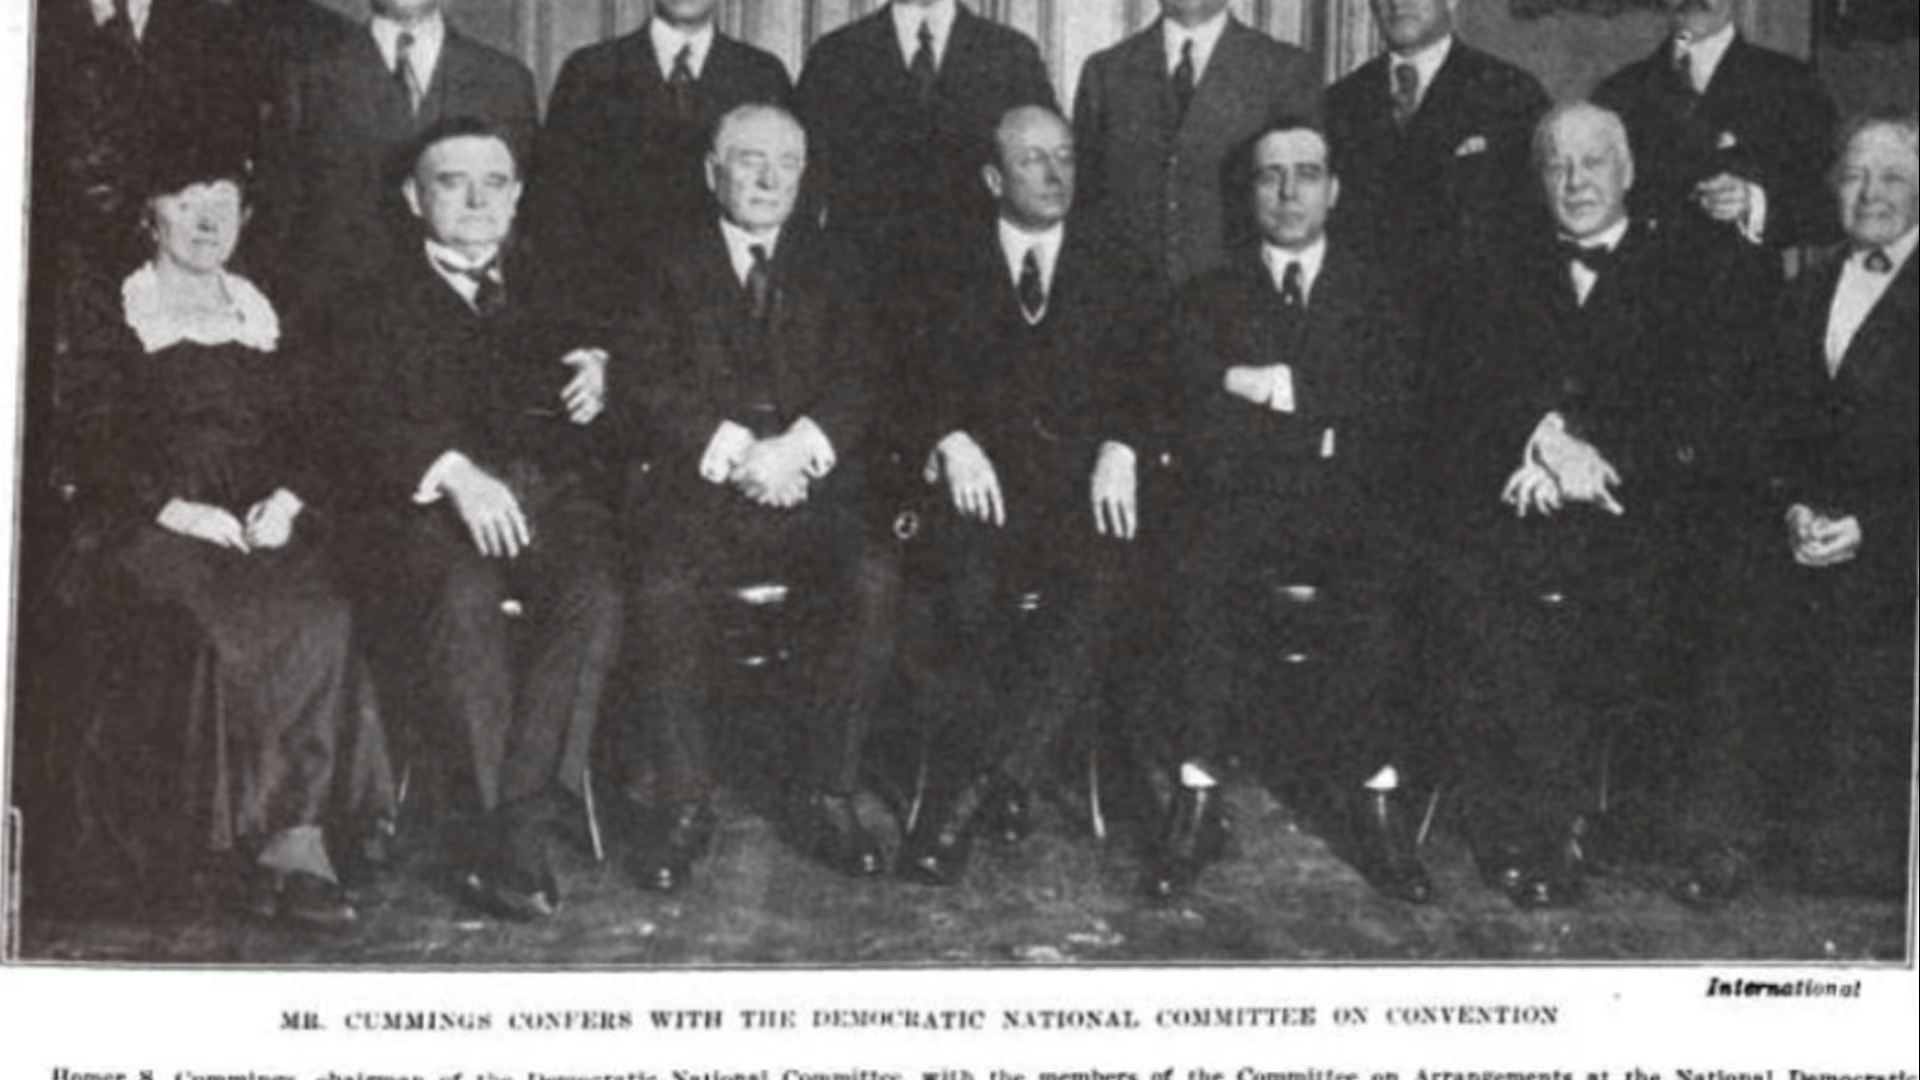 International
MR. CUMMINGS CONFERS WITH THE DEMOCRATIC NATIONAL COMMITTEE ON CONVENTION
Homer S. Cummings, chairman of the Democratic National Committee, with the members of the Committee on Arrangements at the National Democratic